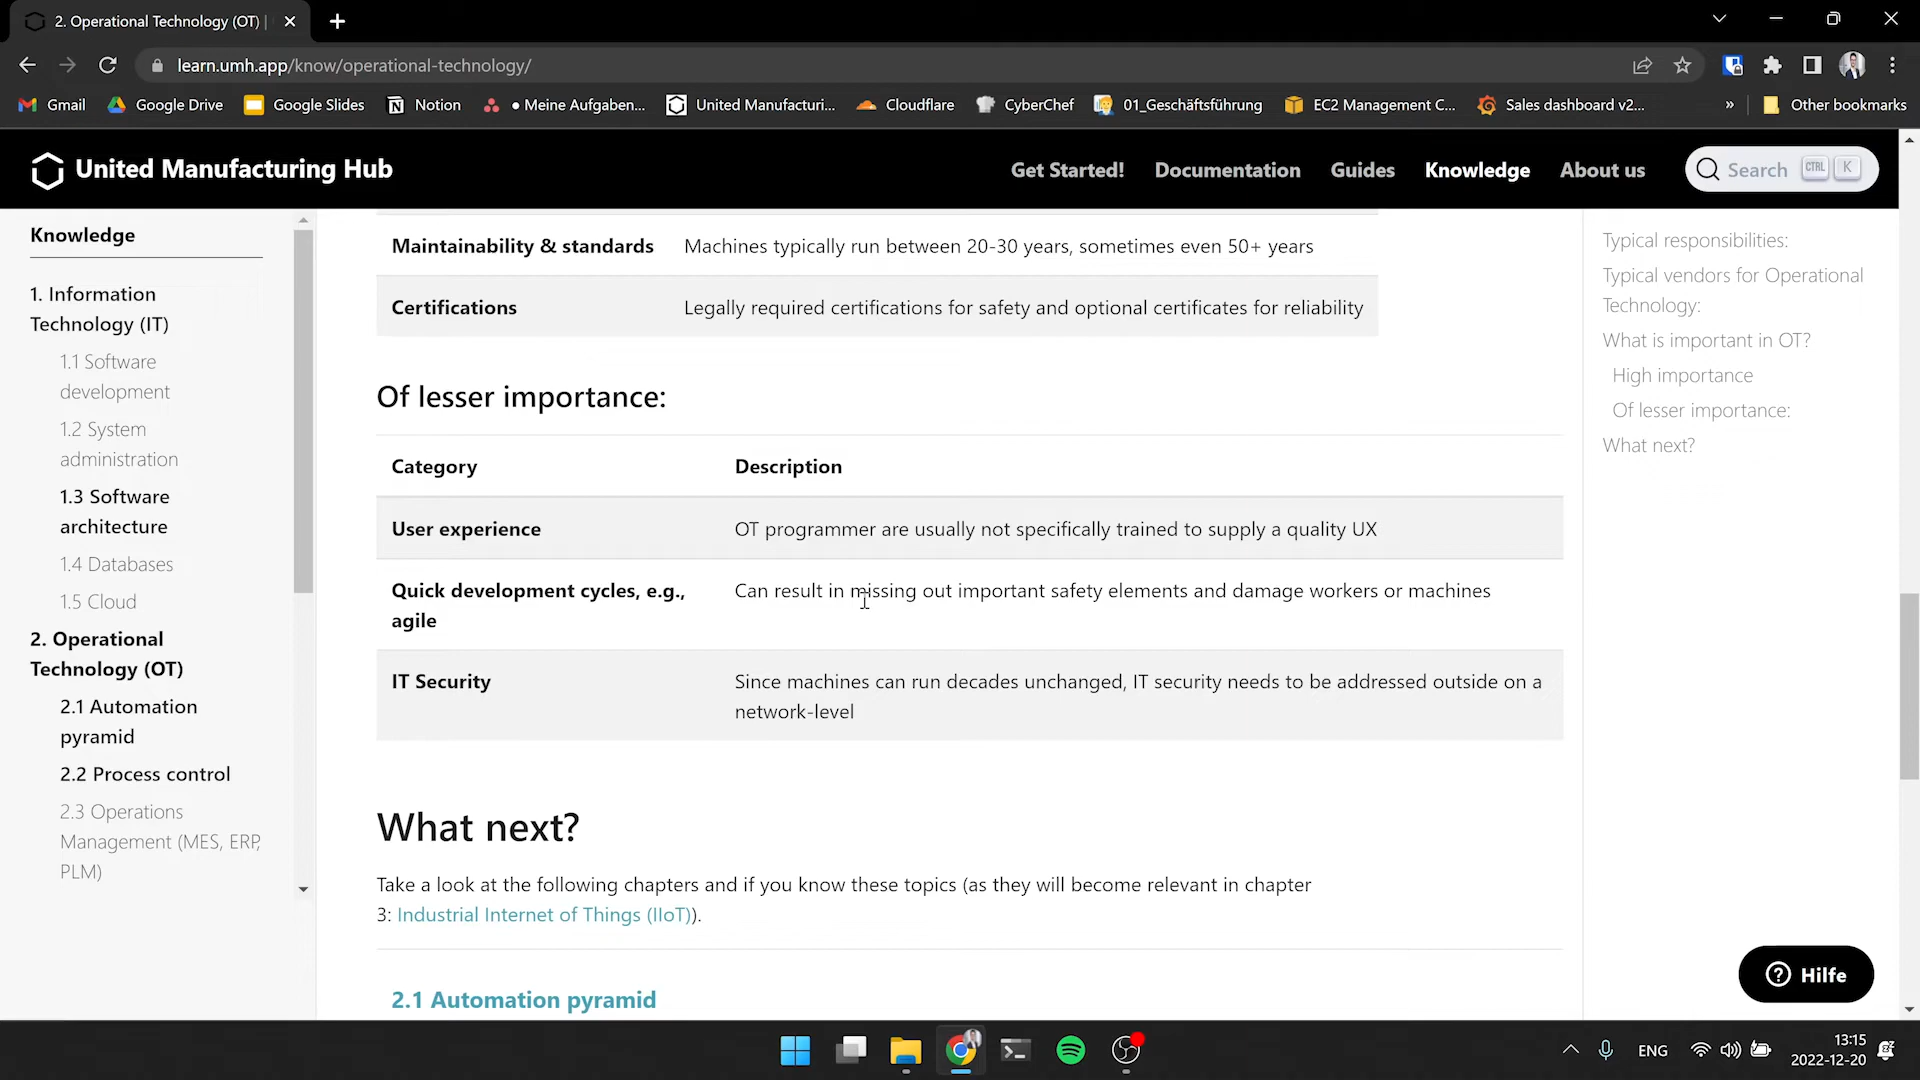 2. Operational Technology (OT) |
learn.umh.app/know/operational-technology/
Gmail
Google Drive
Google Slides
Notion
• Meine Aufgaben...
United Manufacturi...
Cloudflare
CyberChef
01_Geschäftsführung
EC2 Management C...
Sales dashboard v2...
»
Other bookmarks
United Manufacturing Hub
Get Started!
Documentation
Guides
Knowledge
About us
Search CTRL K
Knowledge
1. Information
Technology (IT)
1.1 Software
development
1.2 System
administration
1.3 Software
architecture
1.4 Databases
1.5 Cloud
2. Operational
Technology (OT)
2.1 Automation
pyramid
2.2 Process control
2.3 Operations
Management (MES, ERP,
PLM)
Maintainability & standards Machines typically run between 20-30 years, sometimes even 50+ years
Certifications Legally required certifications for safety and optional certificates for reliability
Of lesser importance:
Category Description
User experience OT programmer are usually not specifically trained to supply a quality UX
Quick development cycles, e.g., Can result in missing out important safety elements and damage workers or machines
agile
IT Security Since machines can run decades unchanged, IT security needs to be addressed outside on a
network-level
What next?
Take a look at the following chapters and if you know these topics (as they will become relevant in chapter
3: Industrial Internet of Things (IIoT)).
2.1 Automation pyramid
Typical responsibilities:
Typical vendors for Operational
Technology:
What is important in OT?
High importance
Of lesser importance:
What next?
Hilfe
ENG
13:15
2022-12-20